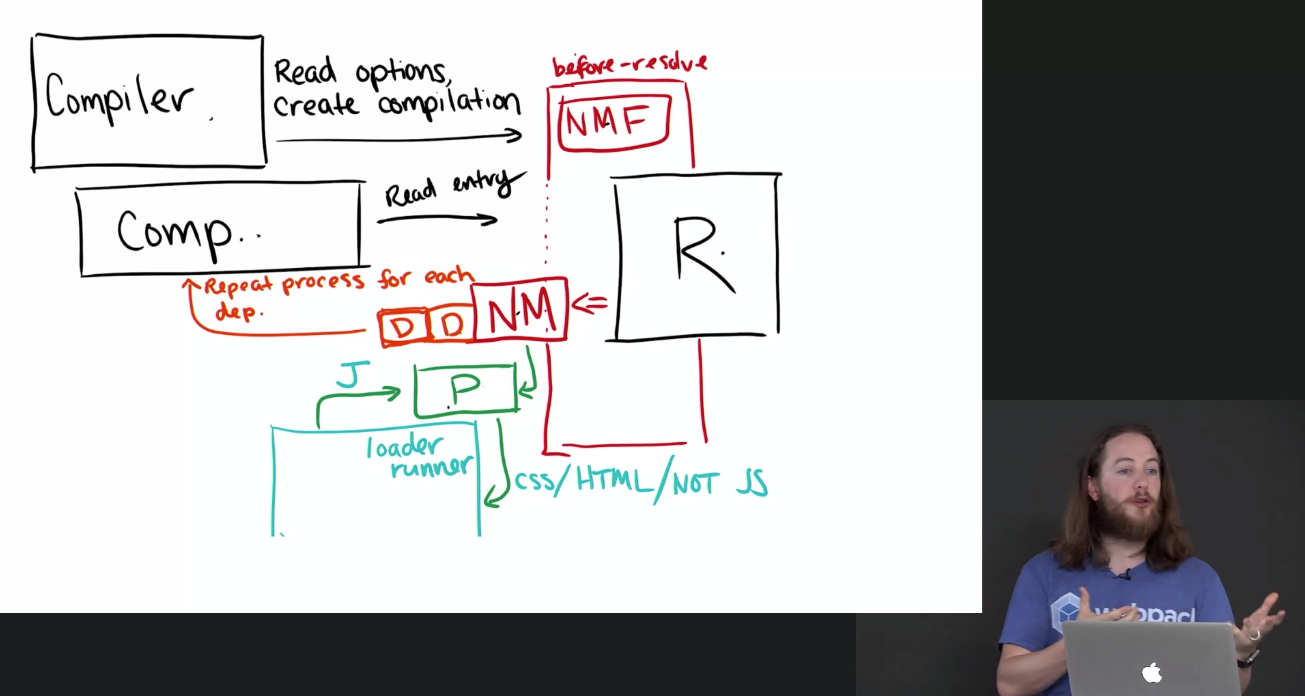 before-resolve
Compiler
Read options,
create compilation
NMF
Read entry
Comp..
R
Repeat process for each
dep.
D D NM
J
P
loader
runner
CSS/HTML/NOT JS
webpack